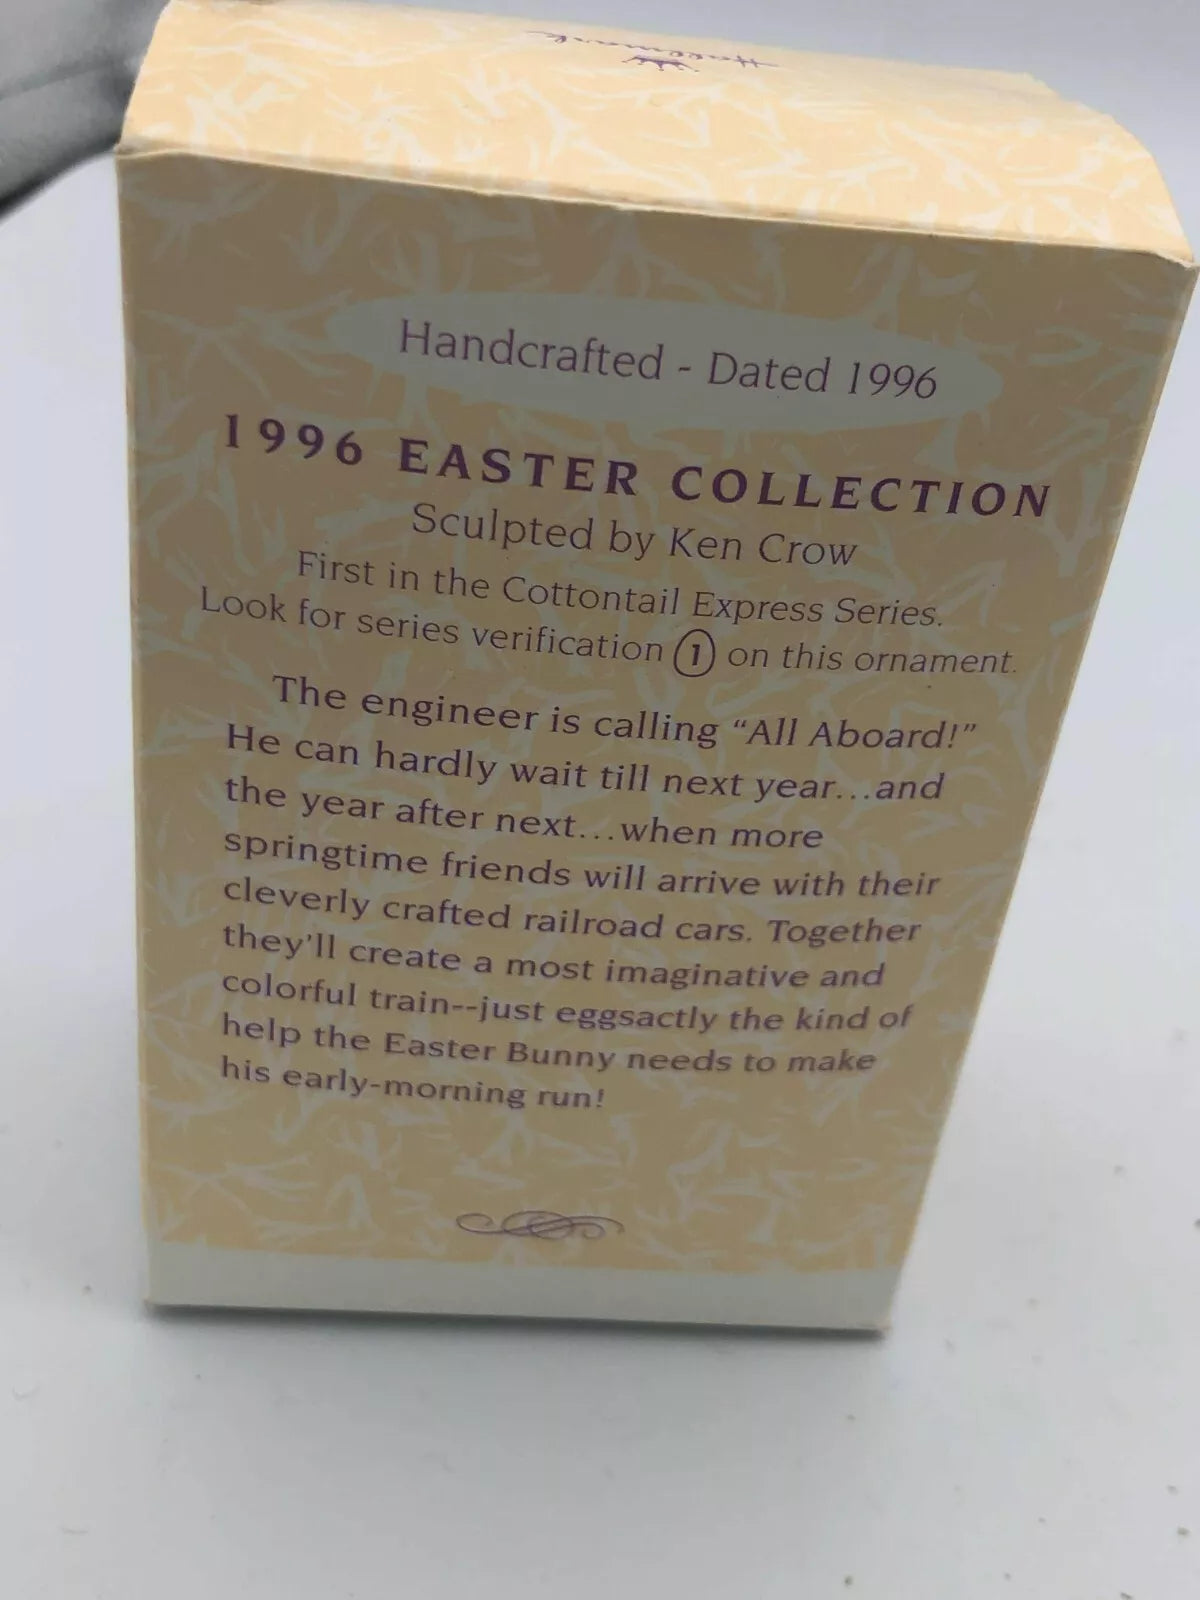 Hallmark
Handcrafted - Dated 1996
1996 EASTER COLLECTION
Sculpted by Ken Crow
First in the Cottontail Express Series.
Look for series verification 1 on this ornament.
The engineer is calling “All Aboard!”
He can hardly wait till next year...and
the year after next...when more
springtime friends will arrive with their
cleverly crafted railroad cars. Together
they’ll create a most imaginative and
colorful train--just eggsactly the kind of
help the Easter Bunny needs to make
his early-morning run!